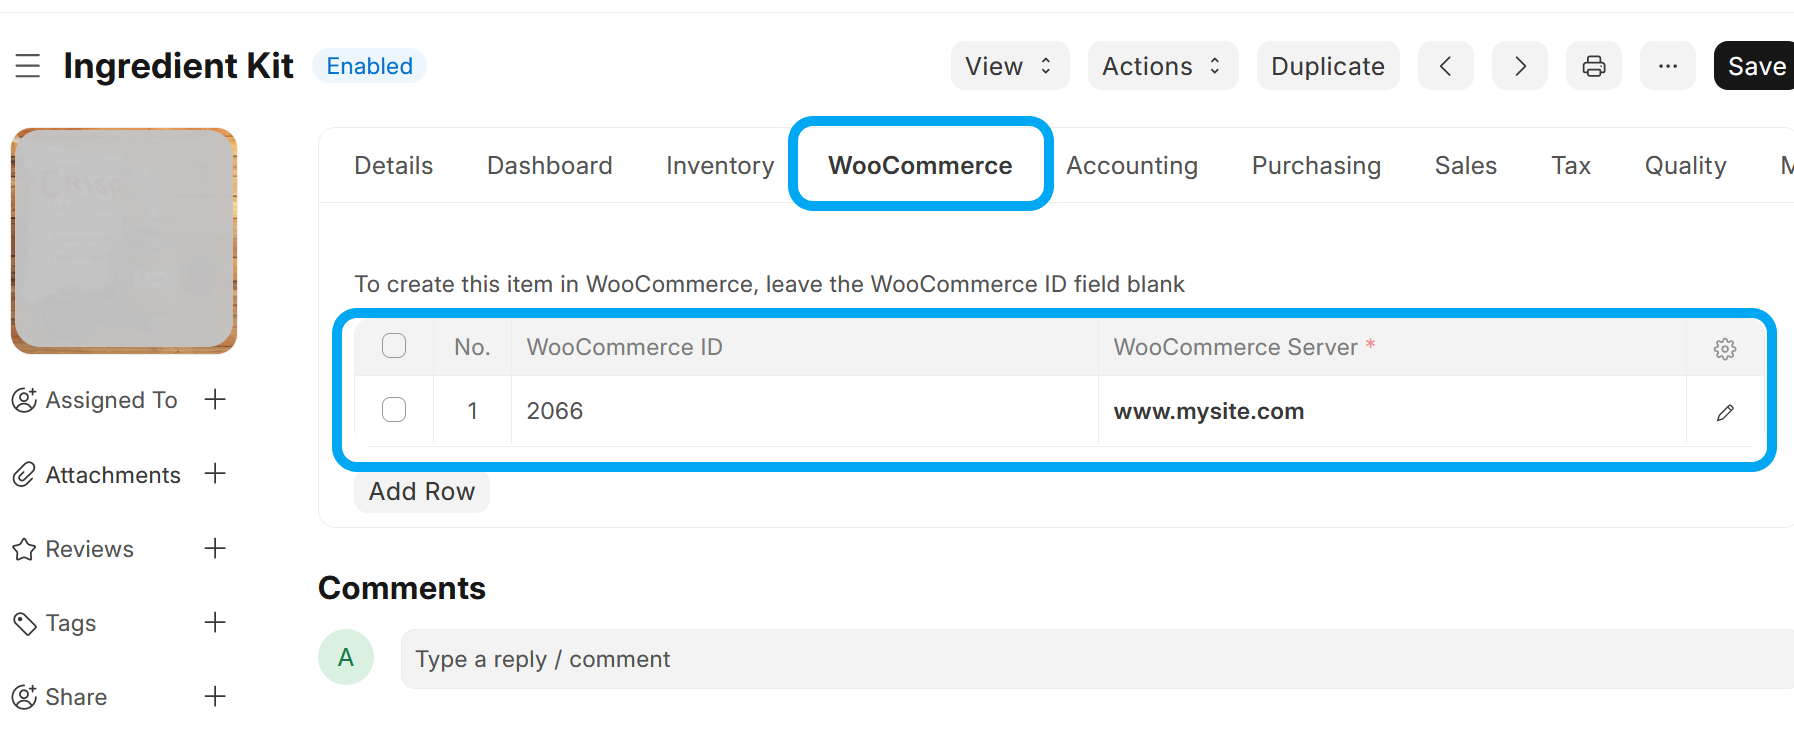 Ingredient Kit Enabled View Actions Duplicate ... Save
Details Dashboard Inventory WooCommerce Accounting Purchasing Sales Tax Quality
To create this item in WooCommerce, leave the WooCommerce ID field blank
No. WooCommerce ID WooCommerce Server *
1 2066 www.mysite.com
Add Row
Assigned To
Attachments
Reviews
Tags
Share
Comments
A Type a reply / comment